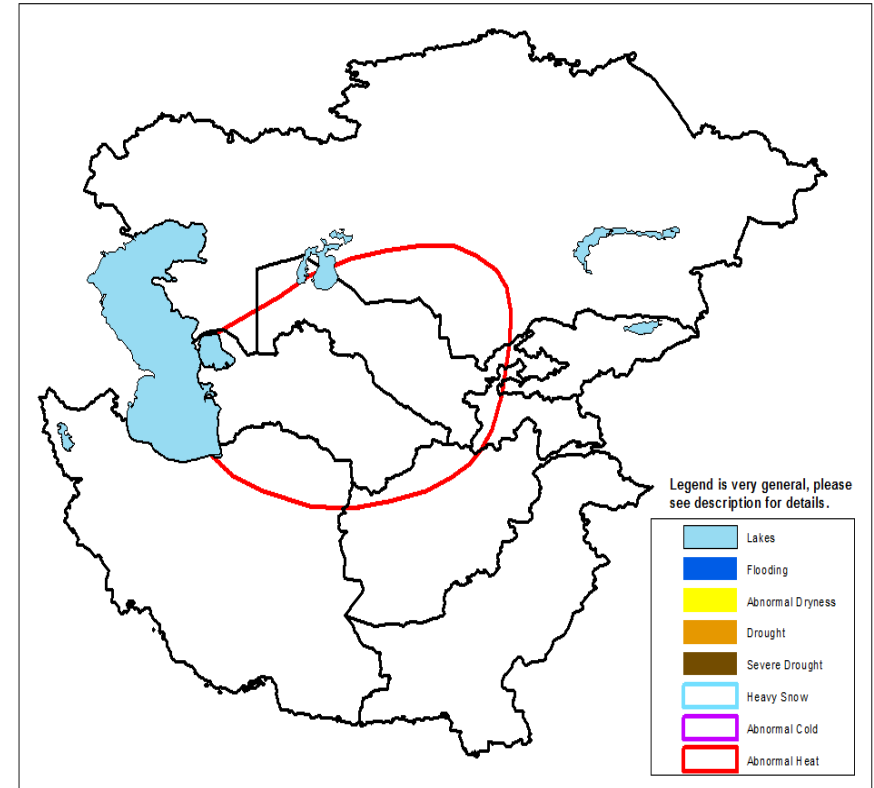 Legend is very general, please
see description for details.
Lakes
Flooding
Abnormal Dryness
Drought
Severe Drought
Heavy Snow
Abnormal Cold
Abnormal Heat